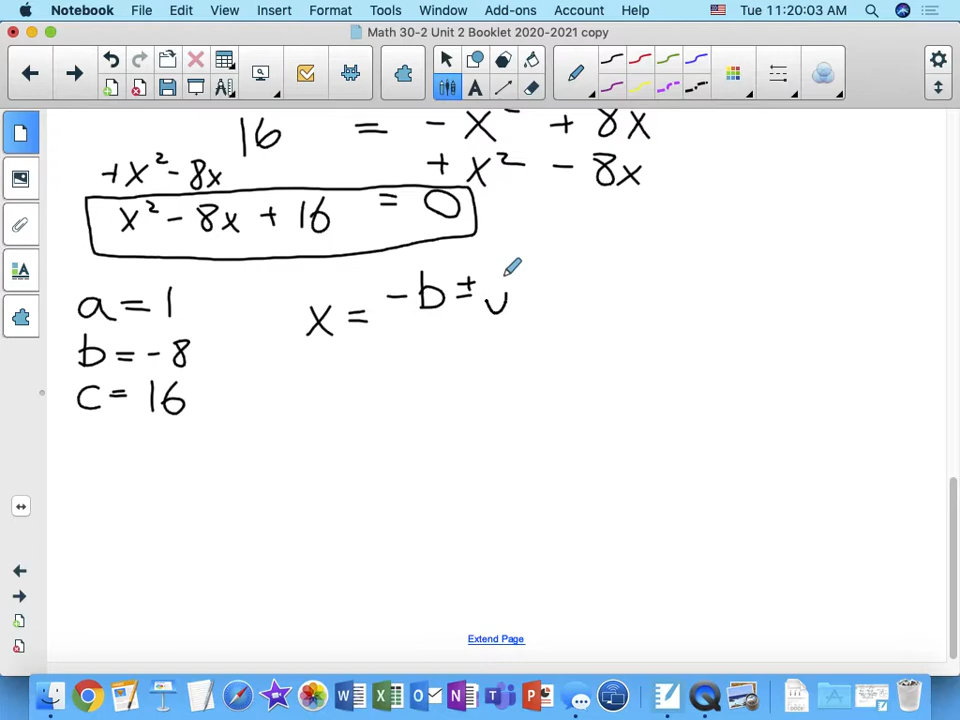 Notebook File Edit View Insert Format Tools Window Add-ons Account Help Tue 11:20:03 AM
Math 30-2 Unit 2 Booklet 2020-2021 copy
16 = - x² + 8x
+x² - 8x + x² - 8x
x² - 8x + 16 = 0
a = 1
b = -8
c = 16
x = -b ± √
Extend Page